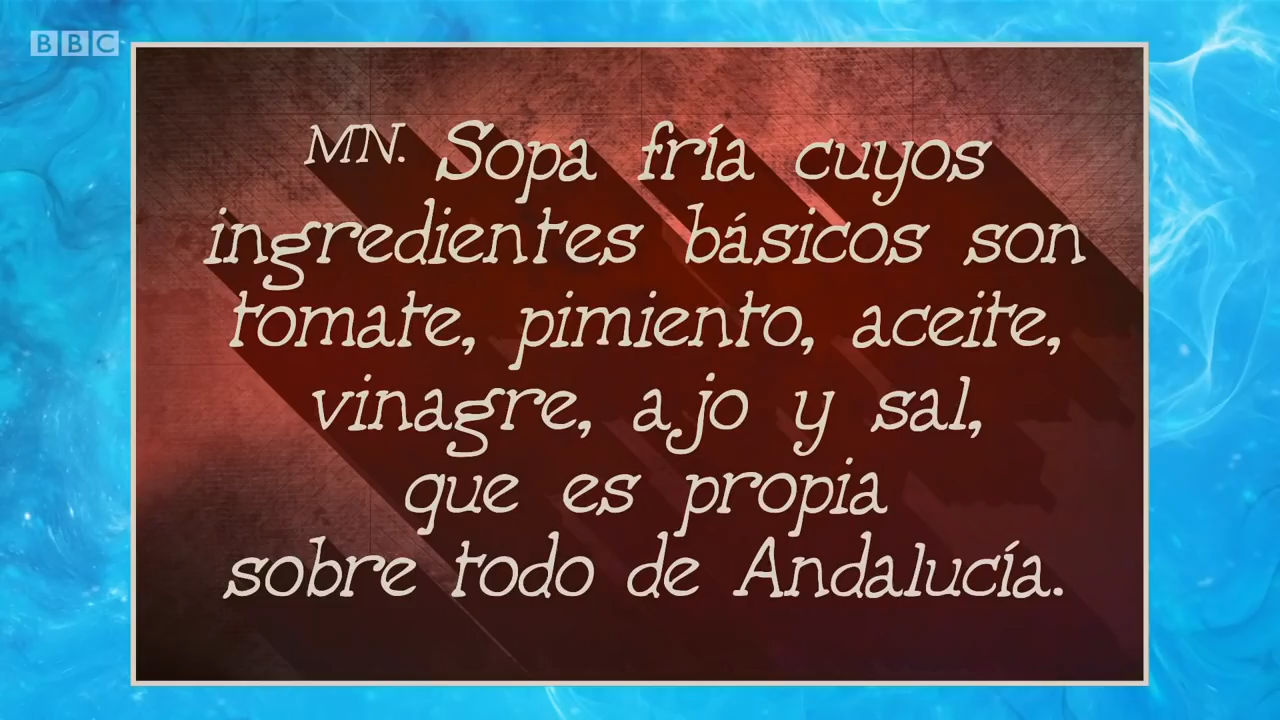 BBC
MN. Sopa fría cuyos
ingredientes básicos son
tomate, pimiento, aceite,
vinagre, ajo y sal,
que es propia
sobre todo de Andalucía.